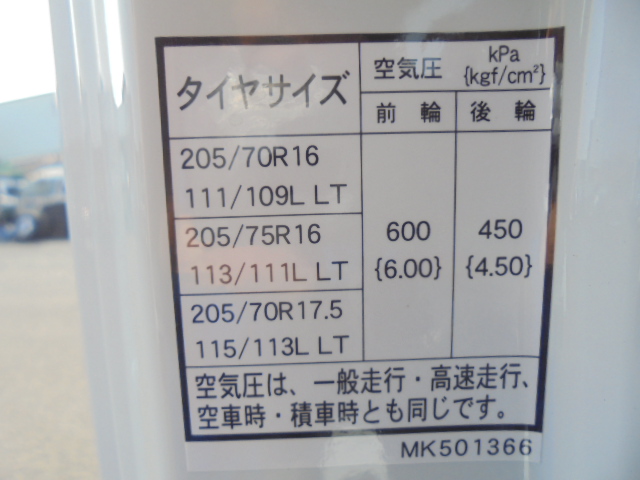 タイヤサイズ
空気圧 kPa
{kgf/cm²}
前輪 後輪
205/70R16
111/109L LT
205/75R16
113/111L LT
205/70R17.5
115/113L LT
600 450
{6.00} {4.50}
空気圧は、一般走行・高速走行、
空車時・積車時とも同じです。
MK501366